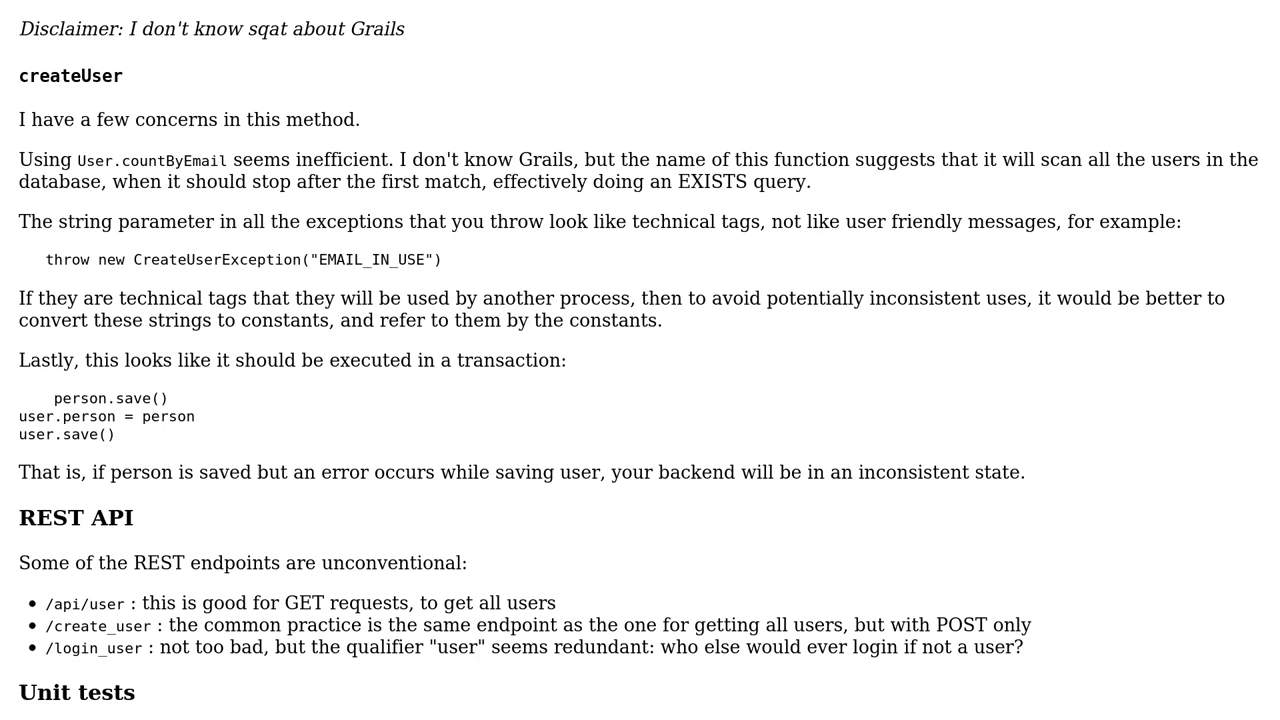 Disclaimer: I don't know sqat about Grails
createUser
I have a few concerns in this method.
Using User.countByEmail seems inefficient. I don't know Grails, but the name of this function suggests that it will scan all the users in the
database, when it should stop after the first match, effectively doing an EXISTS query.
The string parameter in all the exceptions that you throw look like technical tags, not like user friendly messages, for example:
throw new CreateUserException("EMAIL_IN_USE")
If they are technical tags that they will be used by another process, then to avoid potentially inconsistent uses, it would be better to
convert these strings to constants, and refer to them by the constants.
Lastly, this looks like it should be executed in a transaction:
person.save()
user.person = person
user.save()
That is, if person is saved but an error occurs while saving user, your backend will be in an inconsistent state.
REST API
Some of the REST endpoints are unconventional:
• /api/user : this is good for GET requests, to get all users
• /create_user : the common practice is the same endpoint as the one for getting all users, but with POST only
• /login_user : not too bad, but the qualifier "user" seems redundant: who else would ever login if not a user?
Unit tests